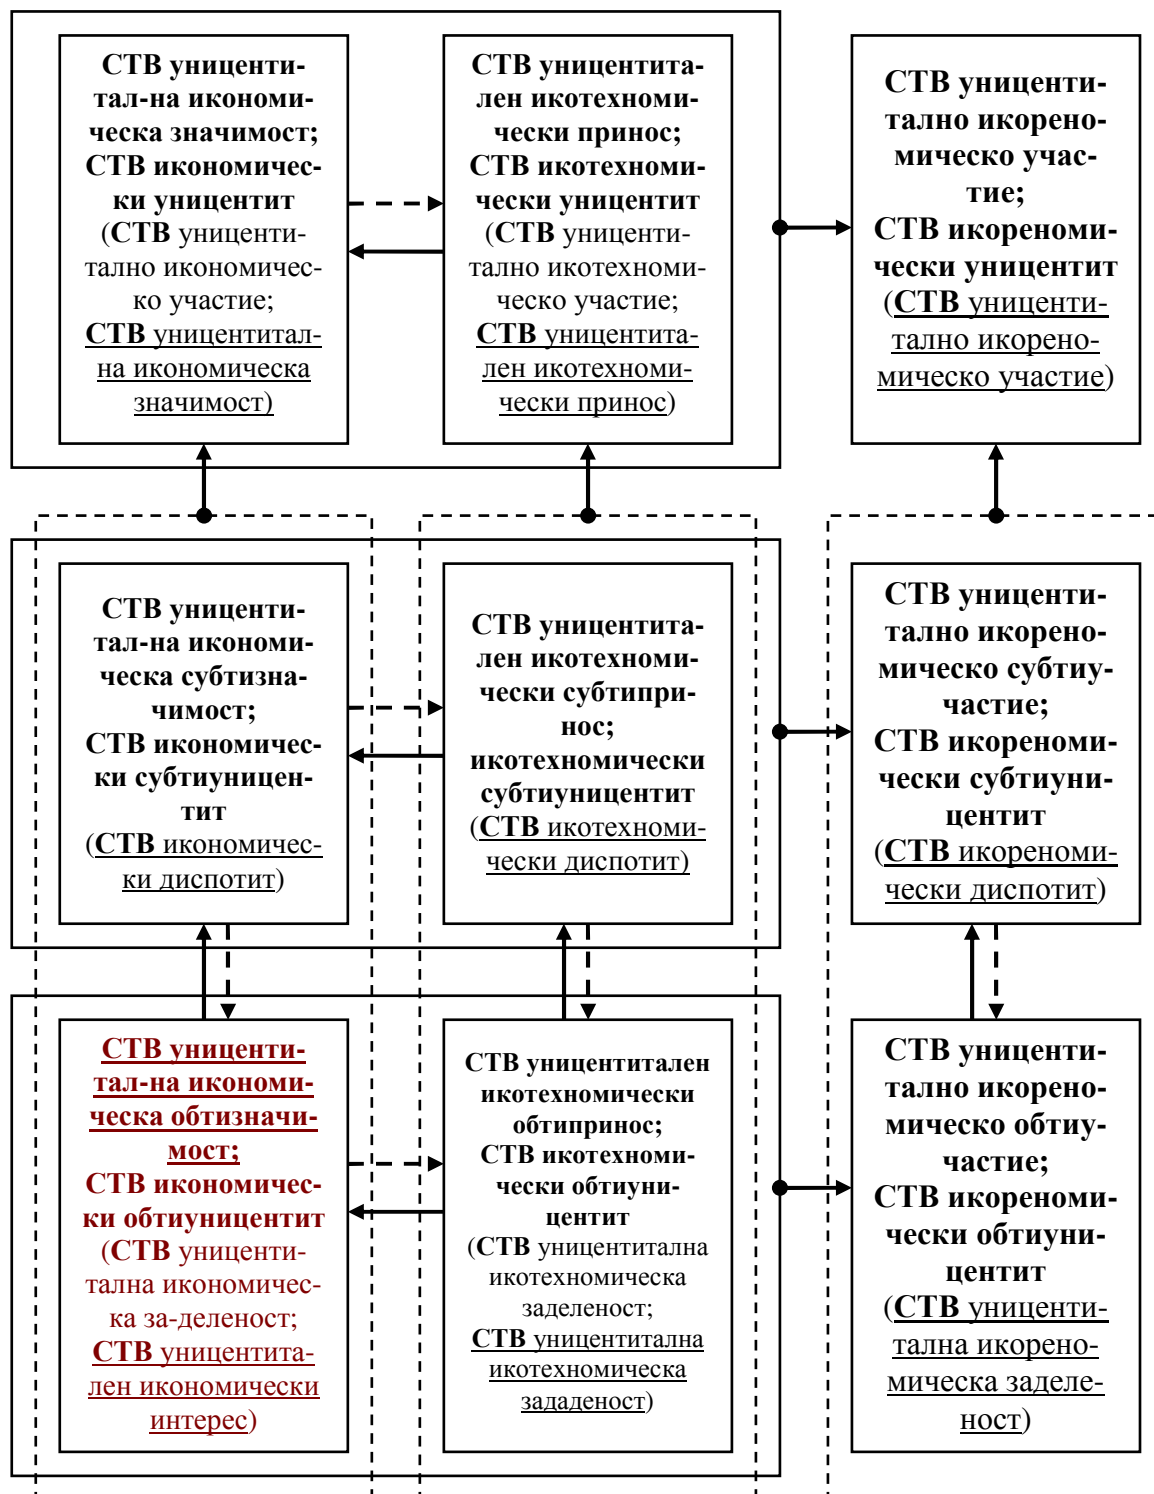 СТВ униценти-
тал-на икономи-
ческа значимост;
СТВ икономичес-
ки уницентит
(СТВ униценти-
тално икономичес-
ко участие;
СТВ уницентитал-
на икономическа
значимост)
СТВ уницентита-
лен икотехноми-
чески принос;
СТВ икотехноми-
чески уницентит
(СТВ униценти-
тално икотехноми-
ческо участие;
СТВ уницентита-
лен икотехноми-
чески принос)
СТВ униценти-
тално икорено-
мическо учас-
тие;
СТВ икореноми-
чески уницентит
(СТВ униценти-
тално икорено-
мическо участие)
СТВ униценти-
тал-на икономи-
ческа субтизна-
чимост;
СТВ икономичес-
ки субтиуницен-
тит
(СТВ икономичес-
ки диспотит)
СТВ уницентита-
лен икотехноми-
чески субтипри-
нос;
икотехномически
субтиуницентит
(СТВ икотехноми-
чески диспотит)
СТВ униценти-
тално икорено-
мическо субтиу-
частие;
СТВ икореноми-
чески субтиуни-
центит
(СТВ икореноми-
чески диспотит)
СТВ униценти-
тал-на икономи-
ческа обтизначи-
мост;
СТВ икономичес-
ки обтиуницентит
(СТВ униценти-
тална икономичес-
ка за-деленост;
СТВ уницентита-
лен икономически
интерес)
СТВ уницентитален
икотехномически
обтипринос;
СТВ икотехноми-
чески обтиуни-
центит
(СТВ уницентитална
икотехномическа
заделеност;
СТВ уницентитална
икотехномическа
зададеност)
СТВ униценти-
тално икорено-
мическо обтиу-
частие;
СТВ икореноми-
чески обтиуни-
центит
(СТВ униценти-
тална икорено-
мическа заделе-
ност)